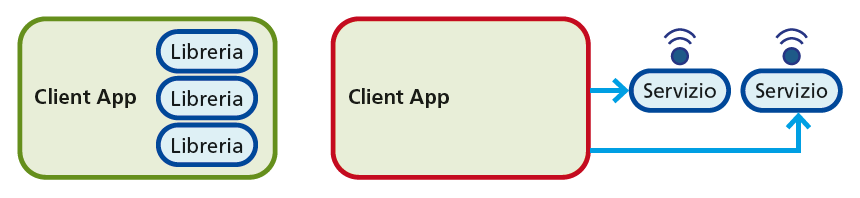 Client App
Libreria
Libreria
Libreria
Client App
Servizio
Servizio